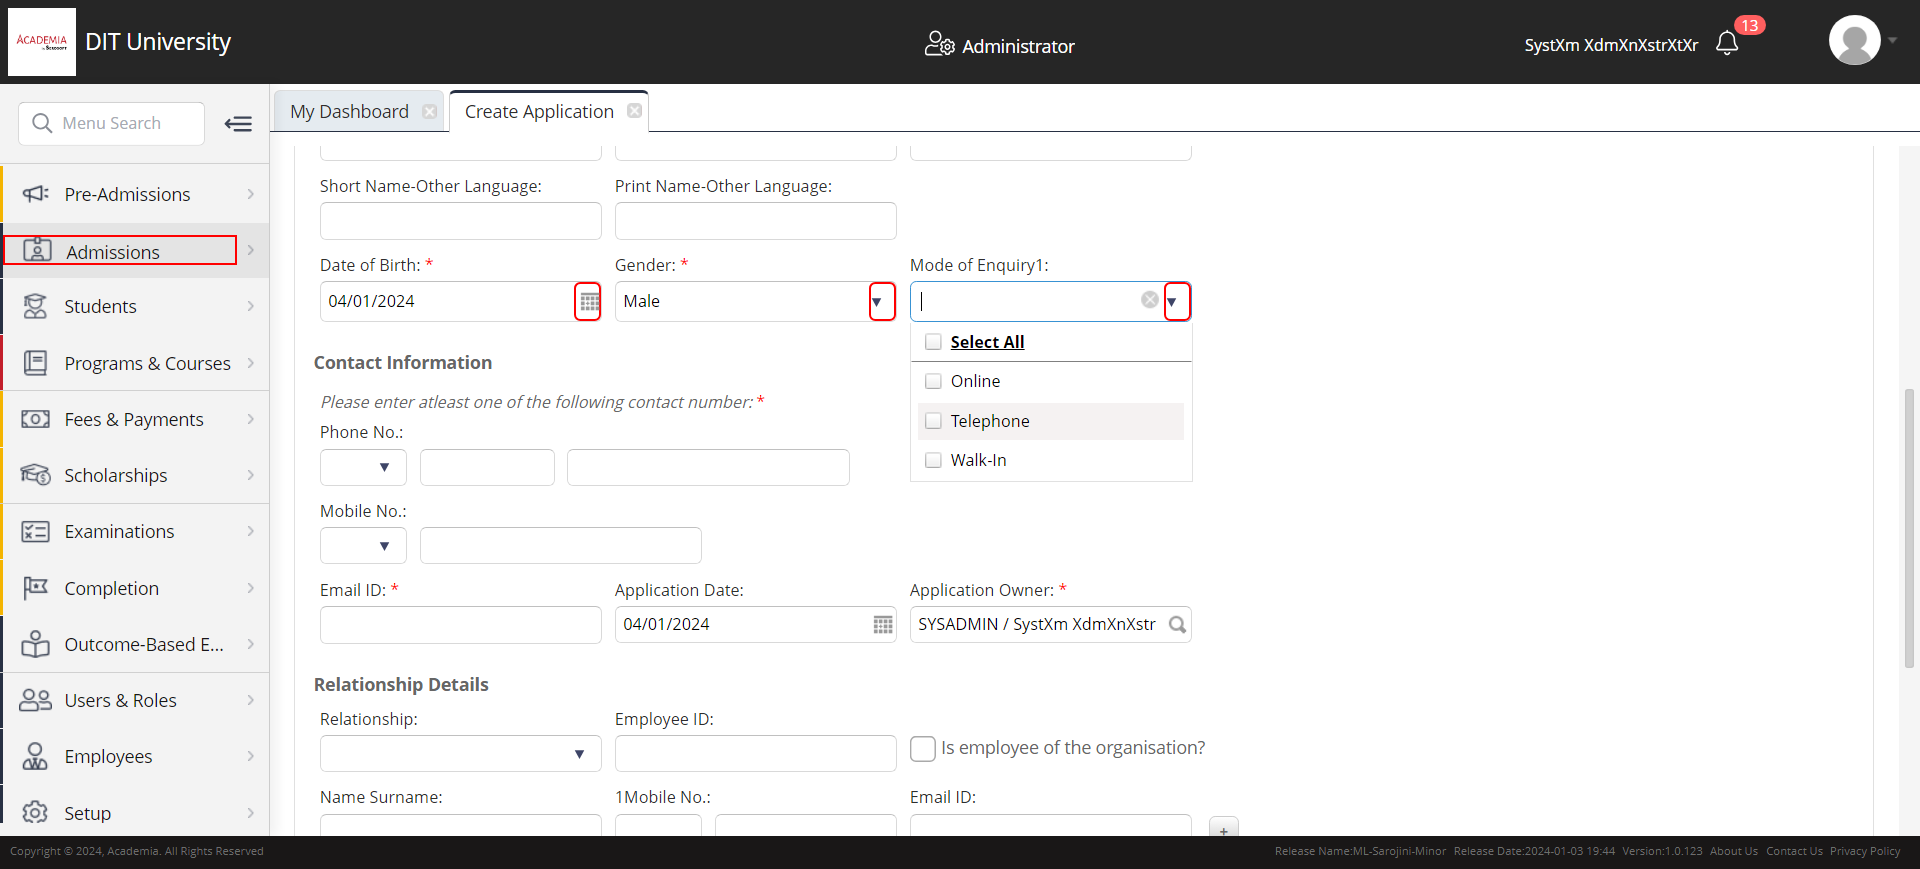 ACADEMIA
by SEROSOFT
DIT University
Administrator
SystXm XdmXnXstrXtXr
13
Menu Search
My Dashboard
Create Application
Pre-Admissions
Admissions
Students
Programs & Courses
Fees & Payments
Scholarships
Examinations
Completion
Outcome-Based E...
Users & Roles
Employees
Setup
Short Name-Other Language:
Print Name-Other Language:
Date of Birth: *
Gender: *
Mode of Enquiry1:
04/01/2024
Male
Select All
Online
Telephone
Walk-In
Contact Information
Please enter atleast one of the following contact number: *
Phone No.:
Mobile No.:
Email ID: *
Application Date:
Application Owner: *
04/01/2024
SYSADMIN / SystXm XdmXnXstr
Relationship Details
Relationship:
Employee ID:
Is employee of the organisation?
Name Surname:
1Mobile No.:
Email ID:
+
Copyright © 2024, Academia. All Rights Reserved
Release Name:ML-Sarojini-Minor Release Date:2024-01-03 19:44 Version:1.0.123 About Us Contact Us Privacy Policy